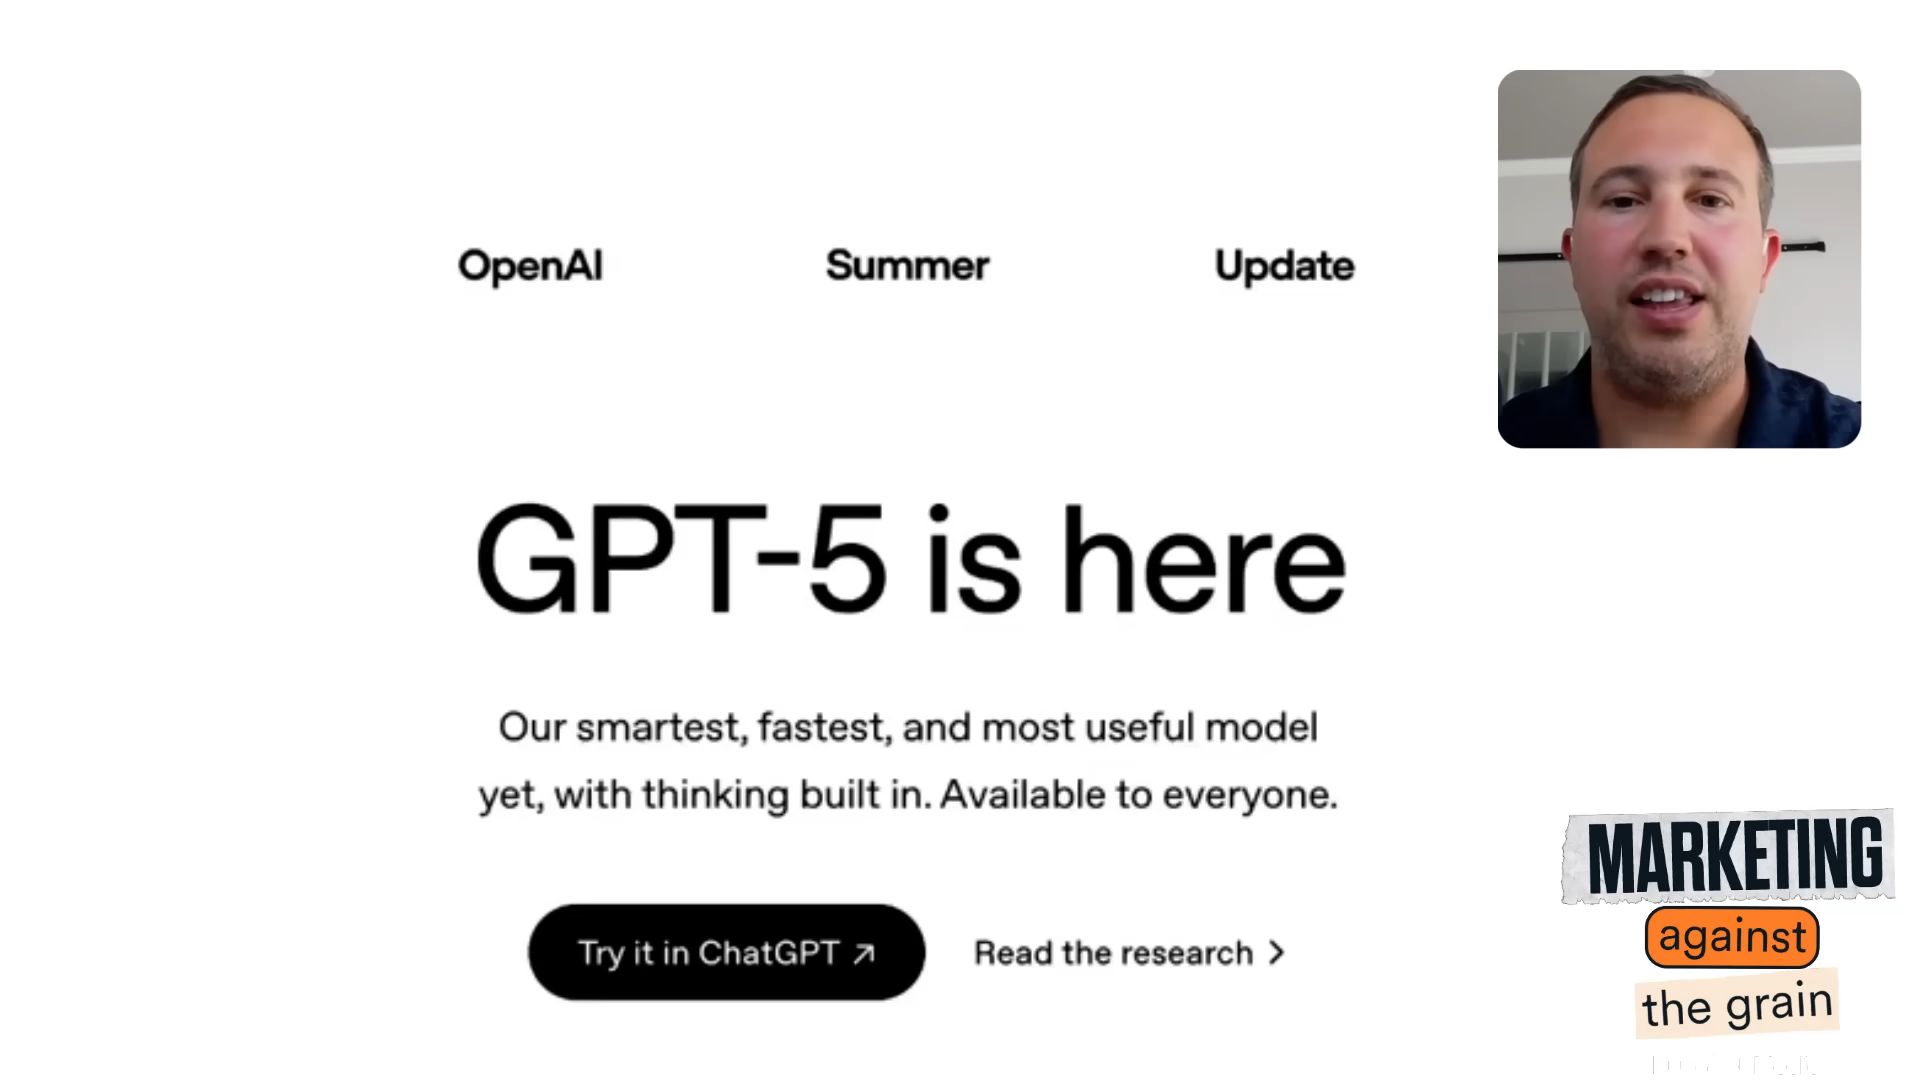 OpenAI Summer Update
GPT-5 is here
Our smartest, fastest, and most useful model
yet, with thinking built in. Available to everyone.
Try it in ChatGPT ↗ Read the research >
MARKETING
against
the grain